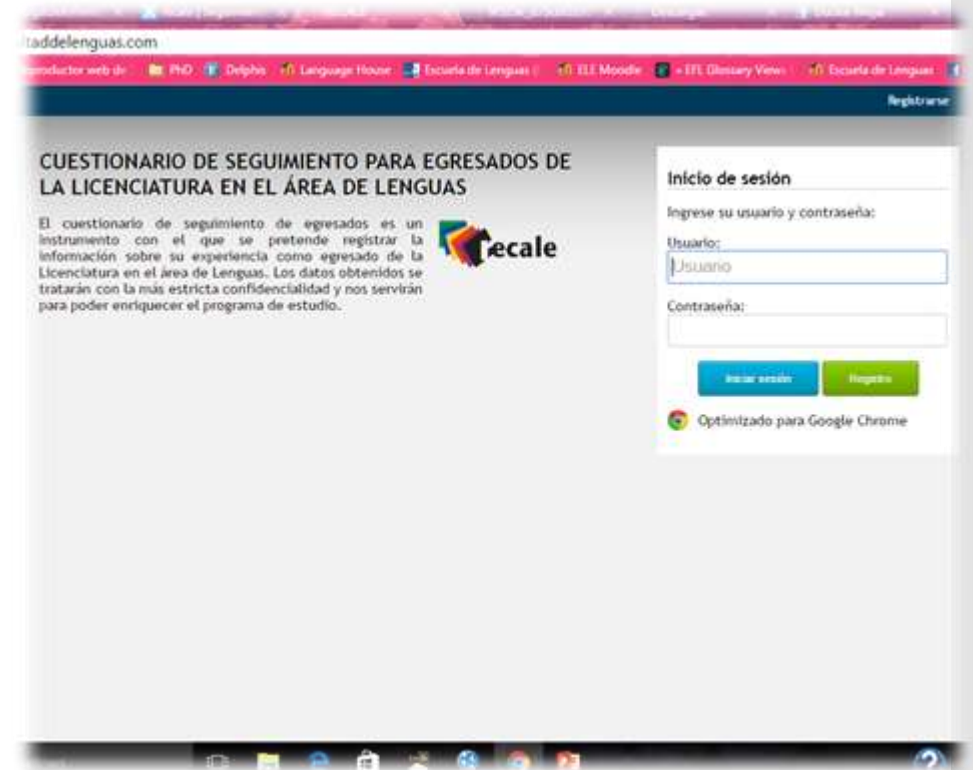 taddelenguas.com
PhD Delphis Language House Escuela de Lenguas ELE Moodle EFL Glossary View Escuela de Lenguas
Registrarse
CUESTIONARIO DE SEGUIMIENTO PARA EGRESADOS DE
LA LICENCIATURA EN EL ÁREA DE LENGUAS
El cuestionario de seguimiento de egresados es un
instrumento con el que se pretende registrar la
información sobre su experiencia como egresado de la
Licenciatura en el área de Lenguas. Los datos obtenidos se
tratarán con la más estricta confidencialidad y nos servirán
para poder enriquecer el programa de estudio.
recale
Inicio de sesión
Ingrese su usuario y contraseña:
Usuario:
Usuario
Contraseña:
Iniciar sesión Registro
Optimizado para Google Chrome